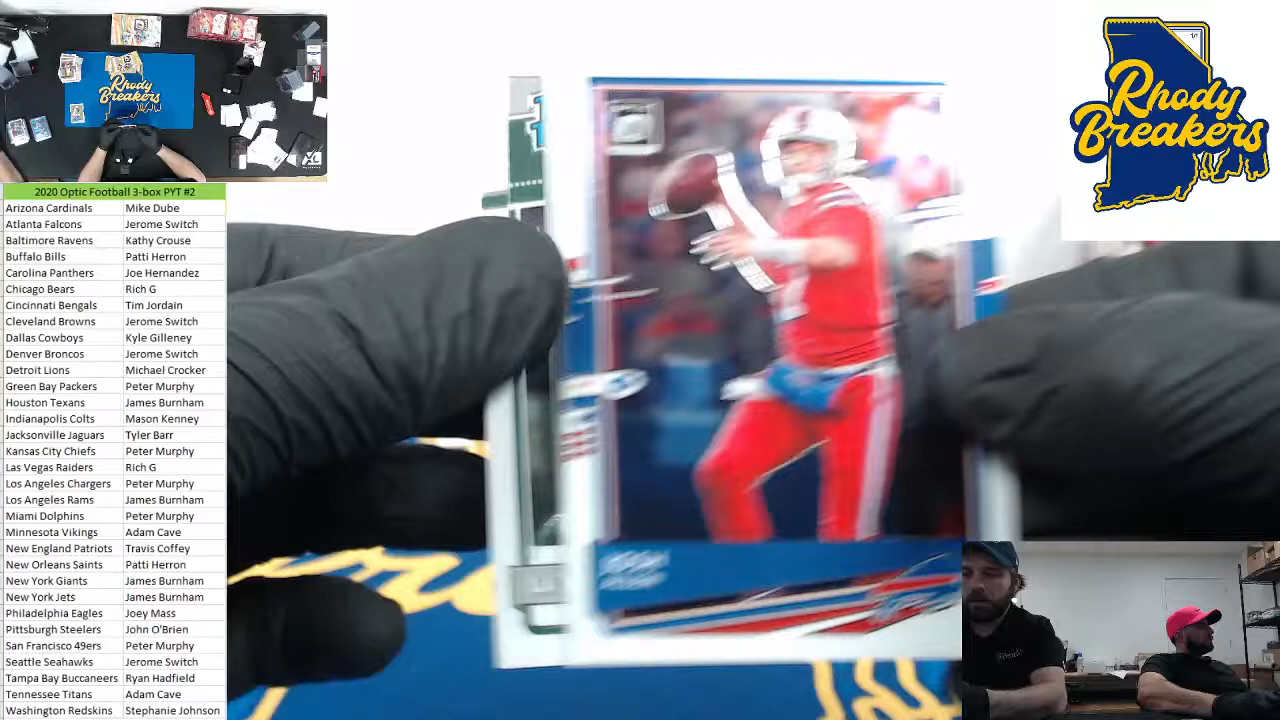 Rhody
Breakers
Rhody
Breakers
2020 Optic Football 3-box PYT #2
Arizona Cardinals Mike Dube
Atlanta Falcons Jerome Switch
Baltimore Ravens Kathy Crouse
Buffalo Bills Patti Herron
Carolina Panthers Joe Hernandez
Chicago Bears Rich G
Cincinnati Bengals Tim Jordain
Cleveland Browns Jerome Switch
Dallas Cowboys Kyle Gilleney
Denver Broncos Jerome Switch
Detroit Lions Michael Crocker
Green Bay Packers Peter Murphy
Houston Texans James Burnham
Indianapolis Colts Mason Kenney
Jacksonville Jaguars Tyler Barr
Kansas City Chiefs Peter Murphy
Las Vegas Raiders Rich G
Los Angeles Chargers Peter Murphy
Los Angeles Rams James Burnham
Miami Dolphins Peter Murphy
Minnesota Vikings Adam Cave
New England Patriots Travis Coffey
New Orleans Saints Patti Herron
New York Giants James Burnham
New York Jets James Burnham
Philadelphia Eagles Joey Mass
Pittsburgh Steelers John O'Brien
San Francisco 49ers Peter Murphy
Seattle Seahawks Jerome Switch
Tampa Bay Buccaneers Ryan Hadfield
Tennessee Titans Adam Cave
Washington Redskins Stephanie Johnson